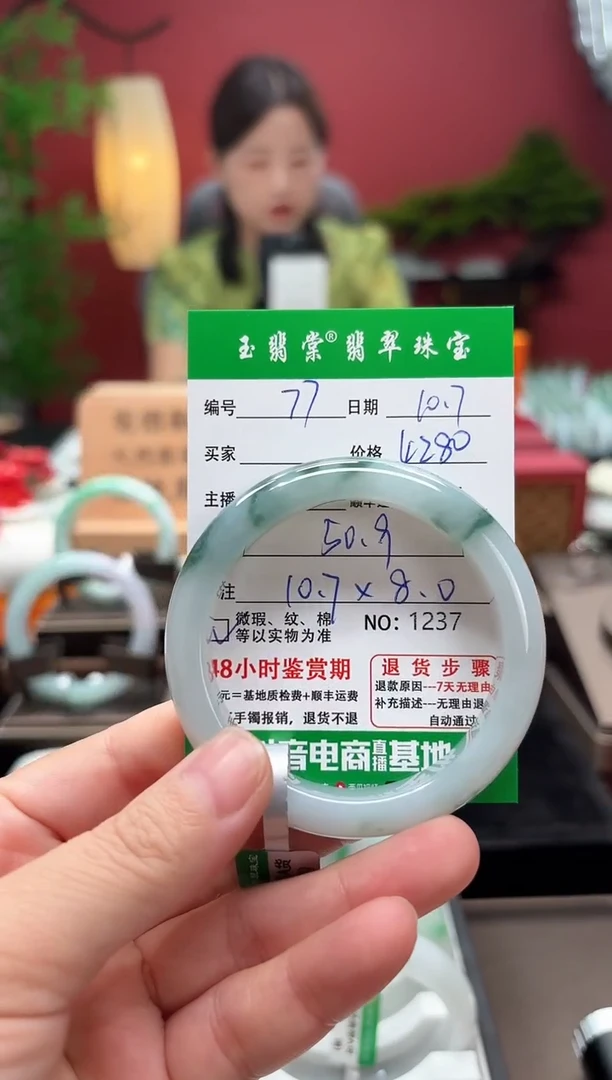 玉翡棠®翡翠珠宝
编号 77 日期 10.7
买家 价格 4280
主播
50.9
注 10.7 x 8.0
微瑕、纹、棉 NO: 1237
等以实物为准
48小时鉴赏期 退货步骤
元=基地质检费+顺丰运费 退款原因---7天无理由
手镯报销，退货不退 补充描述---无理由退
自动通过
音电商直播基地